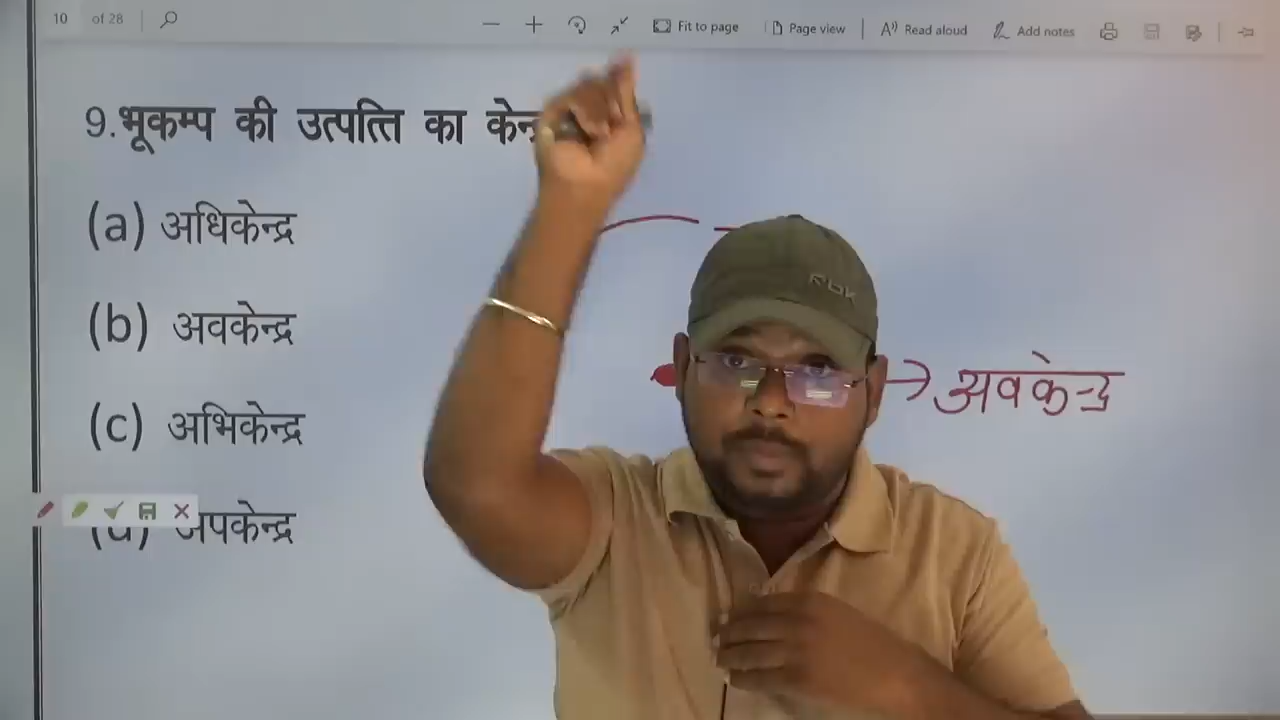 10 of 28 Fit to page Page view Read aloud Add notes
9.भूकम्प की उत्पत्ति का
(a) अधिकेन्द्र
(b) अवकेन्द्र
(c) अभिकेन्द्र
अपकेन्द्र
Rbk
→ अवकेन्द्र